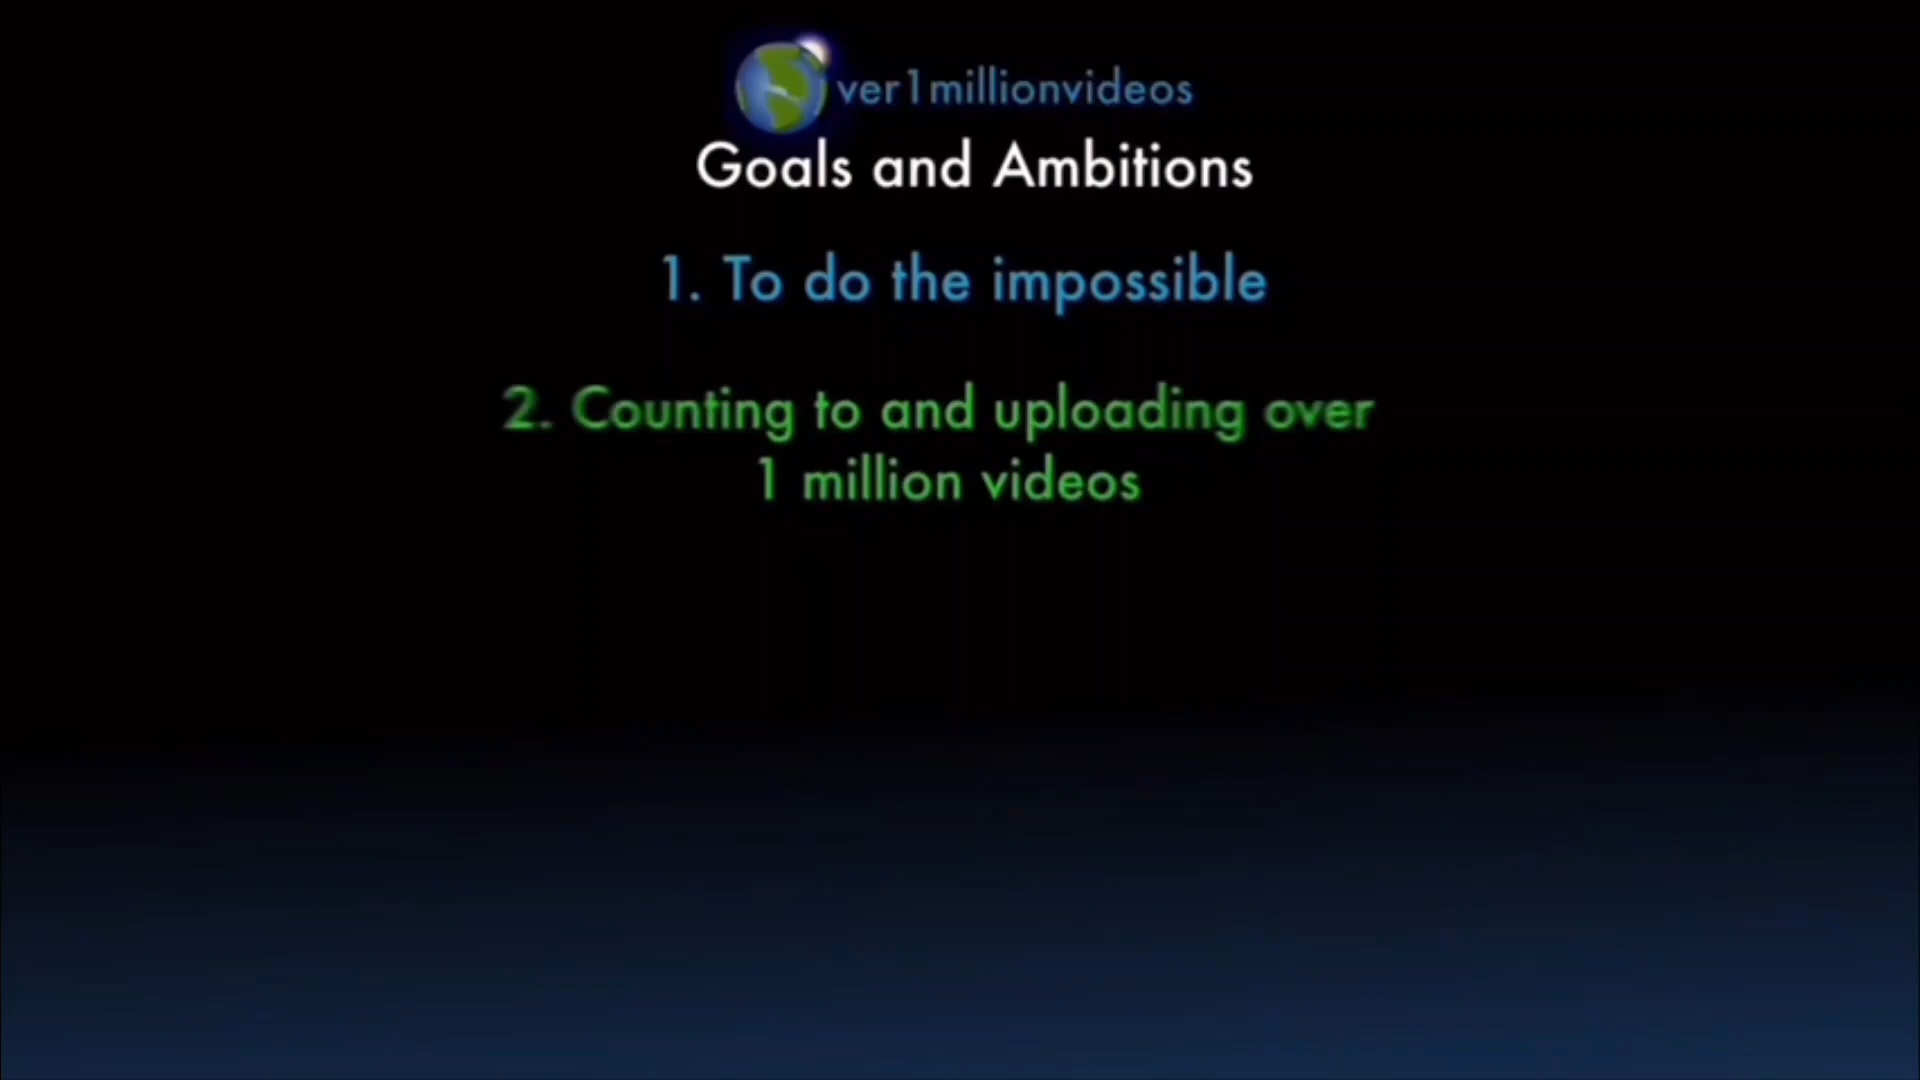 ver1millionvideos
Goals and Ambitions
1. To do the impossible
2. Counting to and uploading over
1 million videos